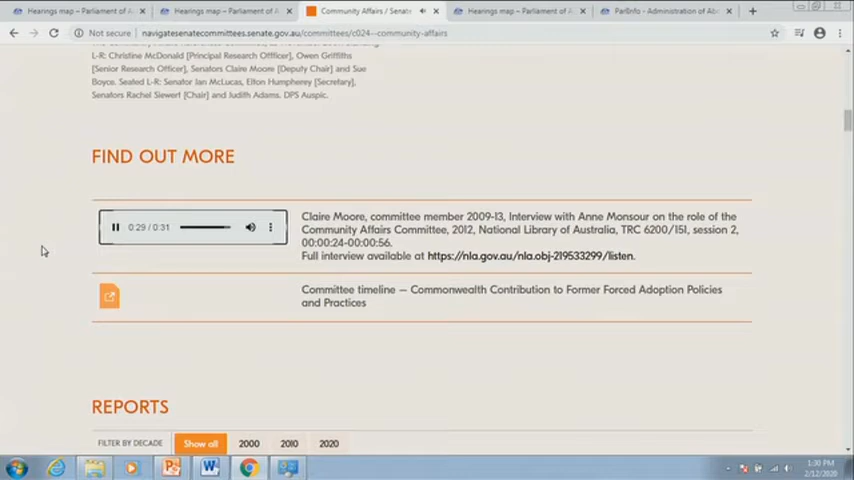 Hearings map – Parliament of A
Hearings map – Parliament of A
Community Affairs / Senate
Hearings map – Parliament of A
ParlInfo - Administration of Ab
Not secure navigatesenatecommittees.senate.gov.au/committees/c024--community-affairs
L-R: Christine McDonald [Principal Research Offficer], Owen Griffiths
[Senior Research Officer], Senators Claire Moore [Deputy Chair] and Sue
Boyce. Seated L-R: Senator Jan McLucas, Elton Humpherey [Secretary],
Senators Rachel Siewert [Chair] and Judith Adams. DPS Auspic.
FIND OUT MORE
0:29 / 0:31
Claire Moore, committee member 2009-13, Interview with Anne Monsour on the role of the
Community Affairs Committee, 2012, National Library of Australia, TRC 6200/151, session 2,
00:00:24-00:00:56.
Full interview available at https://nla.gov.au/nla.obj-219533299/listen.
Committee timeline – Commonwealth Contribution to Former Forced Adoption Policies
and Practices
REPORTS
FILTER BY DECADE Show all 2000 2010 2020
1:30 PM
2/12/2020